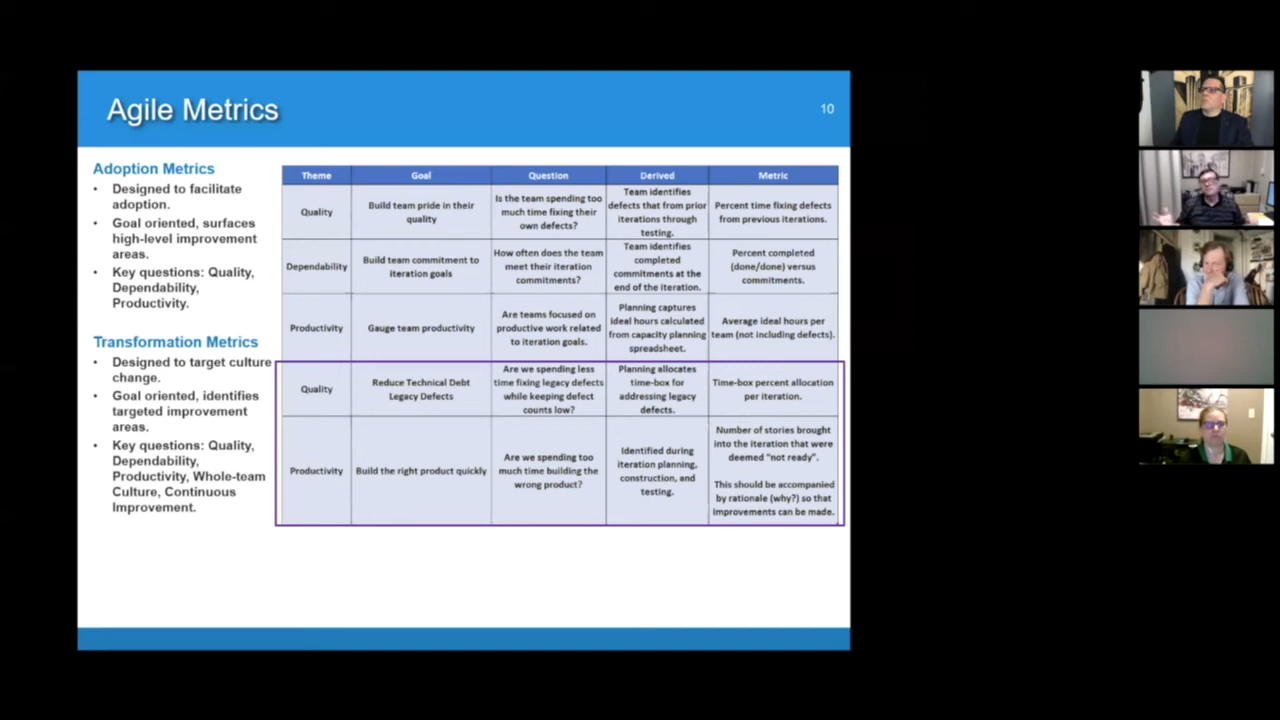 Agile Metrics
10
Adoption Metrics
• Designed to facilitate
adoption.
• Goal oriented, surfaces
high-level improvement
areas.
• Key questions: Quality,
Dependability,
Productivity.
Transformation Metrics
• Designed to target culture
change.
• Goal oriented, identifies
targeted improvement
areas.
• Key questions: Quality,
Dependability,
Productivity, Whole-team
Culture, Continuous
Improvement.
Theme
Goal
Question
Derived
Metric
Quality
Build team pride in their
quality
Is the team spending too
much time fixing their
own defects?
Team identifies
defects that from prior
iterations through
testing.
Percent time fixing defects
from previous iterations.
Dependability
Build team commitment to
iteration goals
How often does the team
meet their iteration
commitments?
Team identifies
completed
commitments at the
end of the iteration.
Percent completed
(done/done) versus
commitments.
Productivity
Gauge team productivity
Are teams focused on
productive work related
to iteration goals.
Planning captures
ideal hours calculated
from capacity planning
spreadsheet.
Average ideal hours per
team (not including defects).
Quality
Reduce Technical Debt
Legacy Defects
Are we spending less
time fixing legacy defects
while keeping defect
counts low?
Planning allocates
time-box for
addressing legacy
defects.
Time-box percent allocation
per iteration.
Productivity
Build the right product quickly
Are we spending too
much time building the
wrong product?
Identified during
iteration planning,
construction, and
testing.
Number of stories brought
into the iteration that were
deemed "not ready".
This should be accompanied
by rationale (why?) so that
improvements can be made.